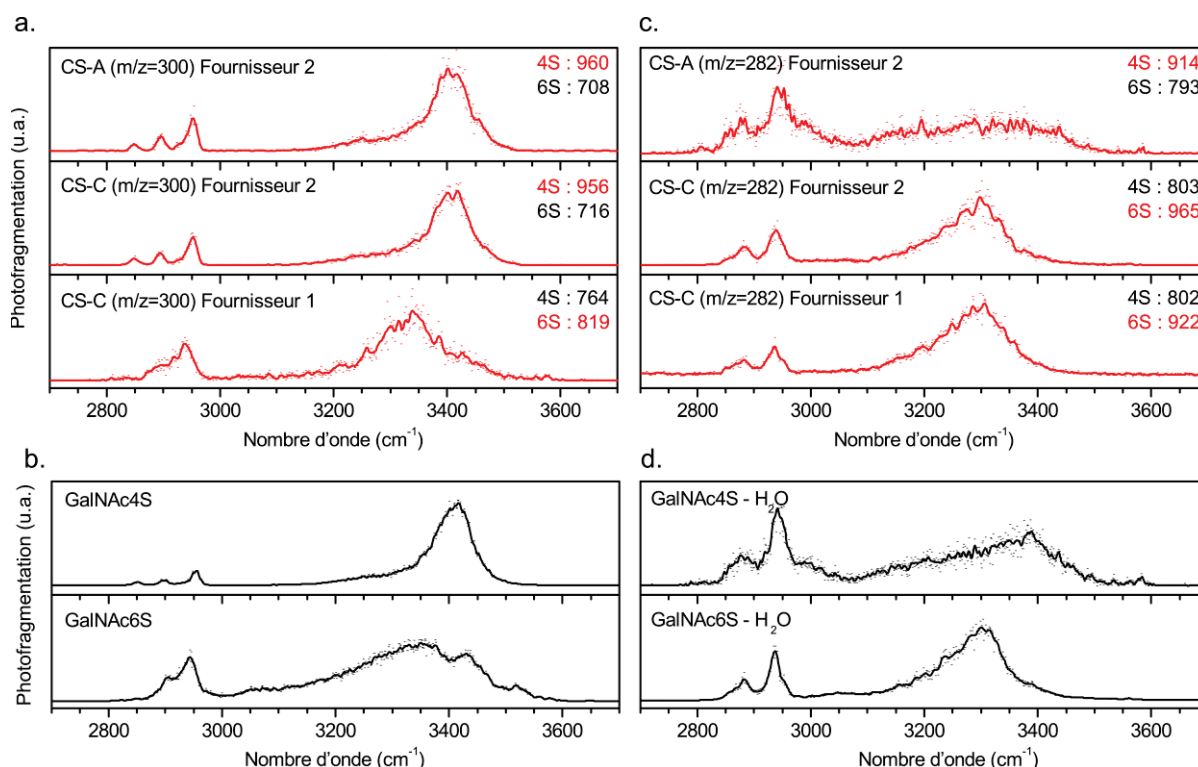 a.
CS-A (m/z=300) Fournisseur 2
4S : 960
6S : 708
CS-C (m/z=300) Fournisseur 2
4S : 956
6S : 716
CS-C (m/z=300) Fournisseur 1
4S : 764
6S : 819
Photofragmentation (u.a.)
2800 3000 3200 3400 3600
Nombre d'onde (cm-1)
c.
CS-A (m/z=282) Fournisseur 2
4S : 914
6S : 793
CS-C (m/z=282) Fournisseur 2
4S : 803
6S : 965
CS-C (m/z=282) Fournisseur 1
4S : 802
6S : 922
2800 3000 3200 3400 3600
Nombre d'onde (cm-1)
b.
GalNAc4S
GalNAc6S
Photofragmentation (u.a.)
2800 3000 3200 3400 3600
Nombre d'onde (cm-1)
d.
GalNAc4S - H2O
GalNAc6S - H2O
2800 3000 3200 3400 3600
Nombre d'onde (cm-1)